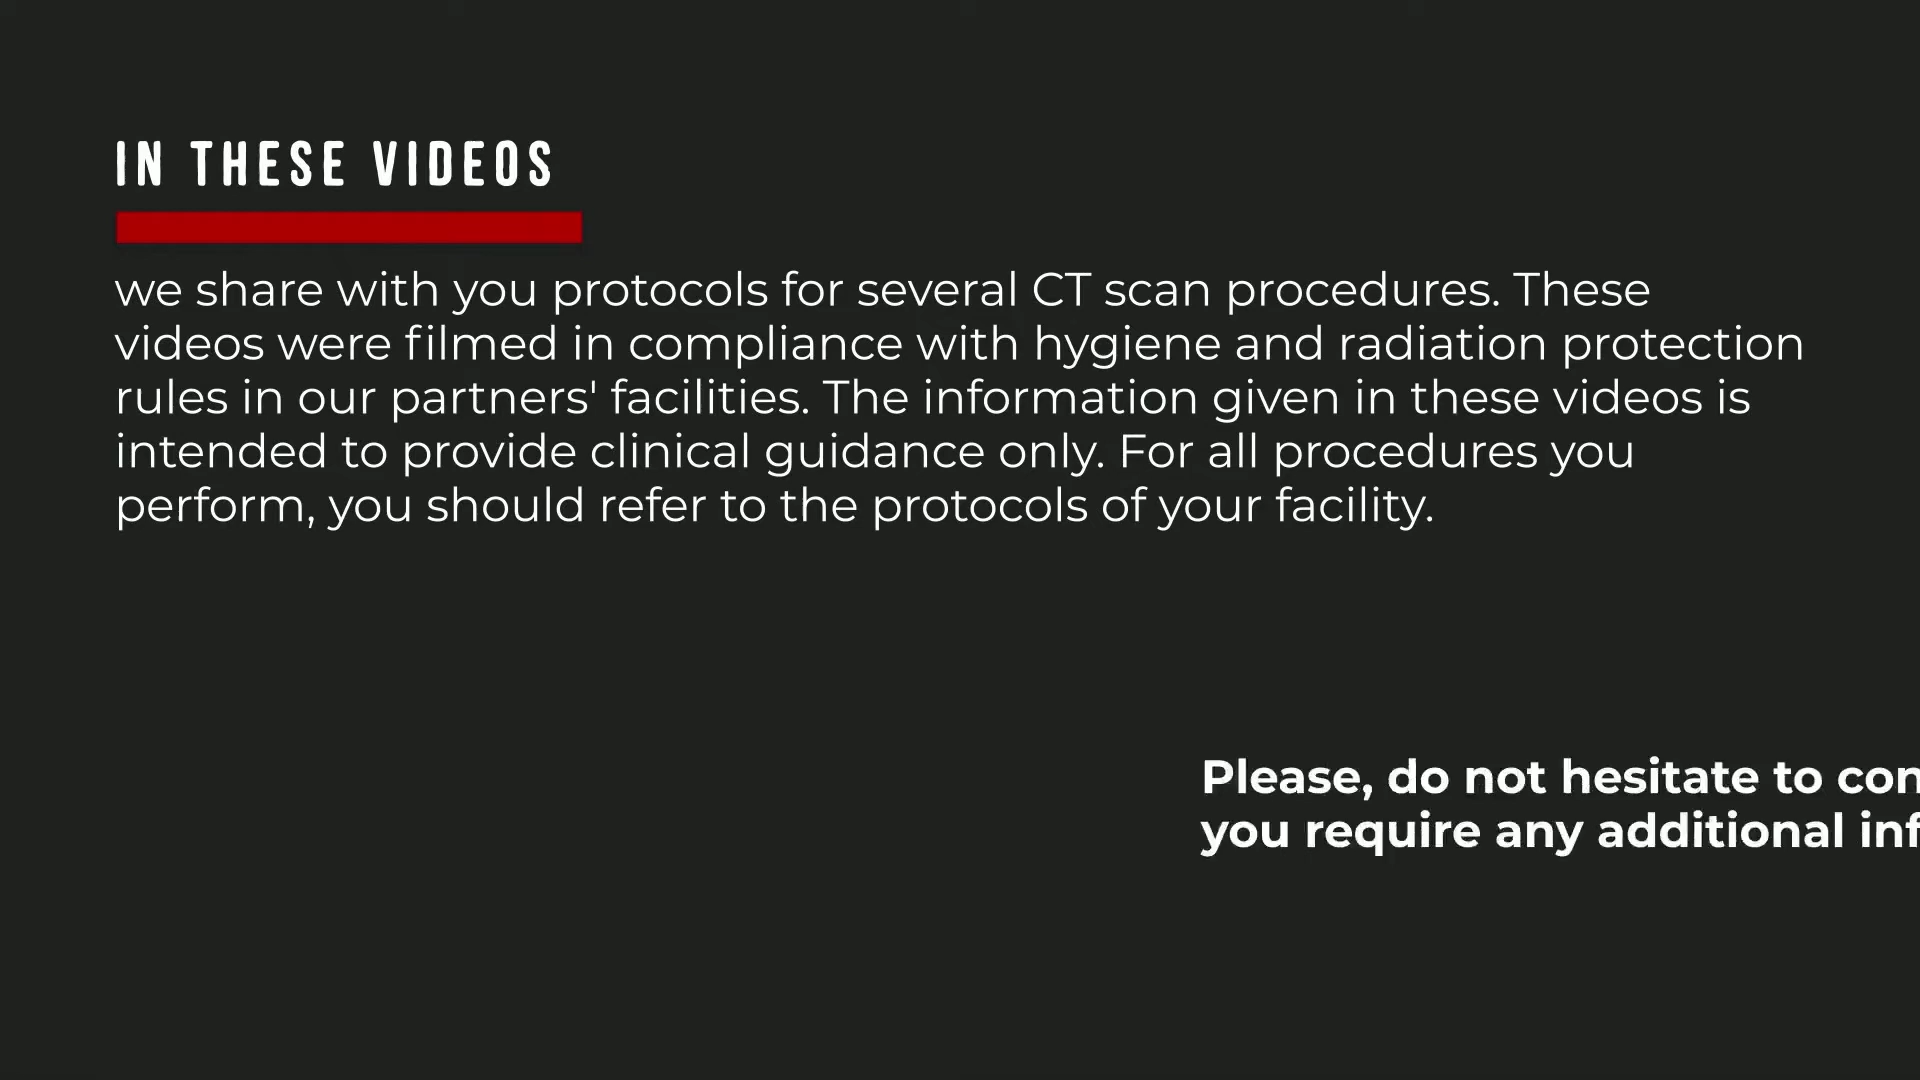 IN THESE VIDEOS
we share with you protocols for several CT scan procedures. These
videos were filmed in compliance with hygiene and radiation protection
rules in our partners' facilities. The information given in these videos is
intended to provide clinical guidance only. For all procedures you
perform, you should refer to the protocols of your facility.
Please, do not hesitate to
you require any additional